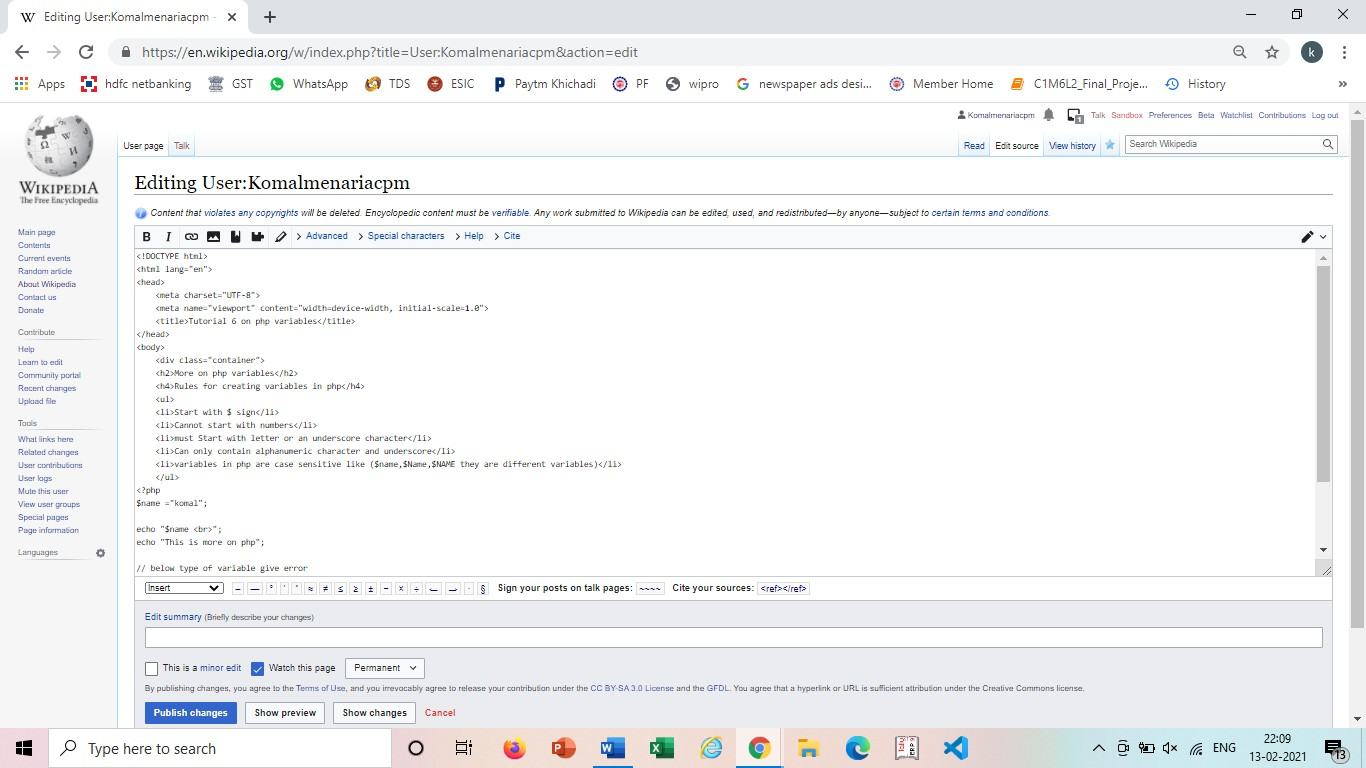 Editing User:Komalmenariacpm -
https://en.wikipedia.org/w/index.php?title=User:Komalmenariacpm&action=edit
k
Apps hdfc netbanking GST WhatsApp TDS ESIC Paytm Khichadi PF wipro newspaper ads desi... Member Home C1M6L2_Final_Proje... History »
Komalmenariacpm 1 Talk Sandbox Preferences Beta Watchlist Contributions Log out
User page Talk Read Edit source View history Search Wikipedia
WIKIPEDIA
The Free Encyclopedia
Main page
Contents
Current events
Random article
About Wikipedia
Contact us
Donate
Contribute
Help
Learn to edit
Community portal
Recent changes
Upload file
Tools
What links here
Related changes
User contributions
User logs
Mute this user
View user groups
Special pages
Page information
Languages
Editing User:Komalmenariacpm
Content that violates any copyrights will be deleted. Encyclopedic content must be verifiable. Any work submitted to Wikipedia can be edited, used, and redistributed—by anyone—subject to certain terms and conditions.
B I Advanced Special characters Help Cite
<!DOCTYPE html>
<html lang="en">
<head>
    <meta charset="UTF-8">
    <meta name="viewport" content="width=device-width, initial-scale=1.0">
    <title>Tutorial 6 on php variables</title>
</head>
<body>
    <div class="container">
    <h2>More on php variables</h2>
    <h4>Rules for creating variables in php</h4>
    <ul>
    <li>Start with $ sign</li>
    <li>Cannot start with numbers</li>
    <li>must Start with letter or an underscore character</li>
    <li>Can only contain alphanumeric character and underscore</li>
    <li>variables in php are case sensitive like ($name,$Name,$NAME they are different variables)</li>
    </ul>
<?php
$name ="komal";
echo "$name <br>";
echo "This is more on php";
// below type of variable give error
Insert – — ° ′ ″ ≈ ≠ ≤ ≥ ± − × ÷ ← → · § Sign your posts on talk pages: ~~~~ Cite your sources: <ref></ref>
Edit summary (Briefly describe your changes)
This is a minor edit Watch this page Permanent
By publishing changes, you agree to the Terms of Use, and you irrevocably agree to release your contribution under the CC BY-SA 3.0 License and the GFDL. You agree that a hyperlink or URL is sufficient attribution under the Creative Commons license.
Publish changes Show preview Show changes Cancel
Type here to search
ENG
22:09
13-02-2021
13